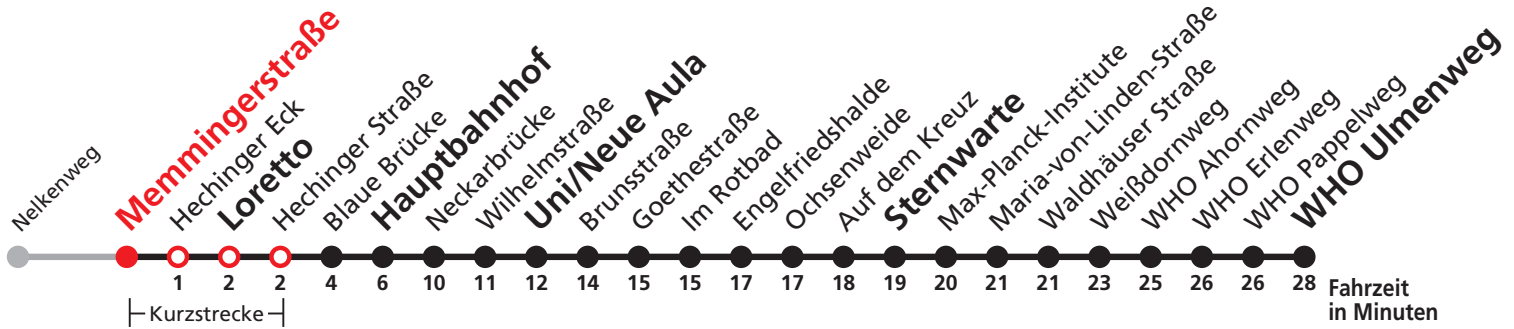 Nelkenweg
Memmingerstraße
Hechinger Eck
Loretto
Hechinger Straße
Blaue Brücke
Hauptbahnhof
Neckarbrücke
Wilhelmstraße
Uni/Neue Aula
Brunsstraße
Goethestraße
Im Rotbad
Engelfriedshalde
Ochsenweide
Auf dem Kreuz
Sternwarte
Max-Planck-Institute
Maria-von-Linden-Straße
Waldhäuser Straße
Weißdornweg
WHO Ahornweg
WHO Erlenweg
WHO Pappelweg
WHO Ulmenweg
1 2 2 4 6 10 11 12 14 15 15 17 17 18 19 20 21 21 23 25 26 26 28
Fahrzeit
in Minuten
Kurzstrecke